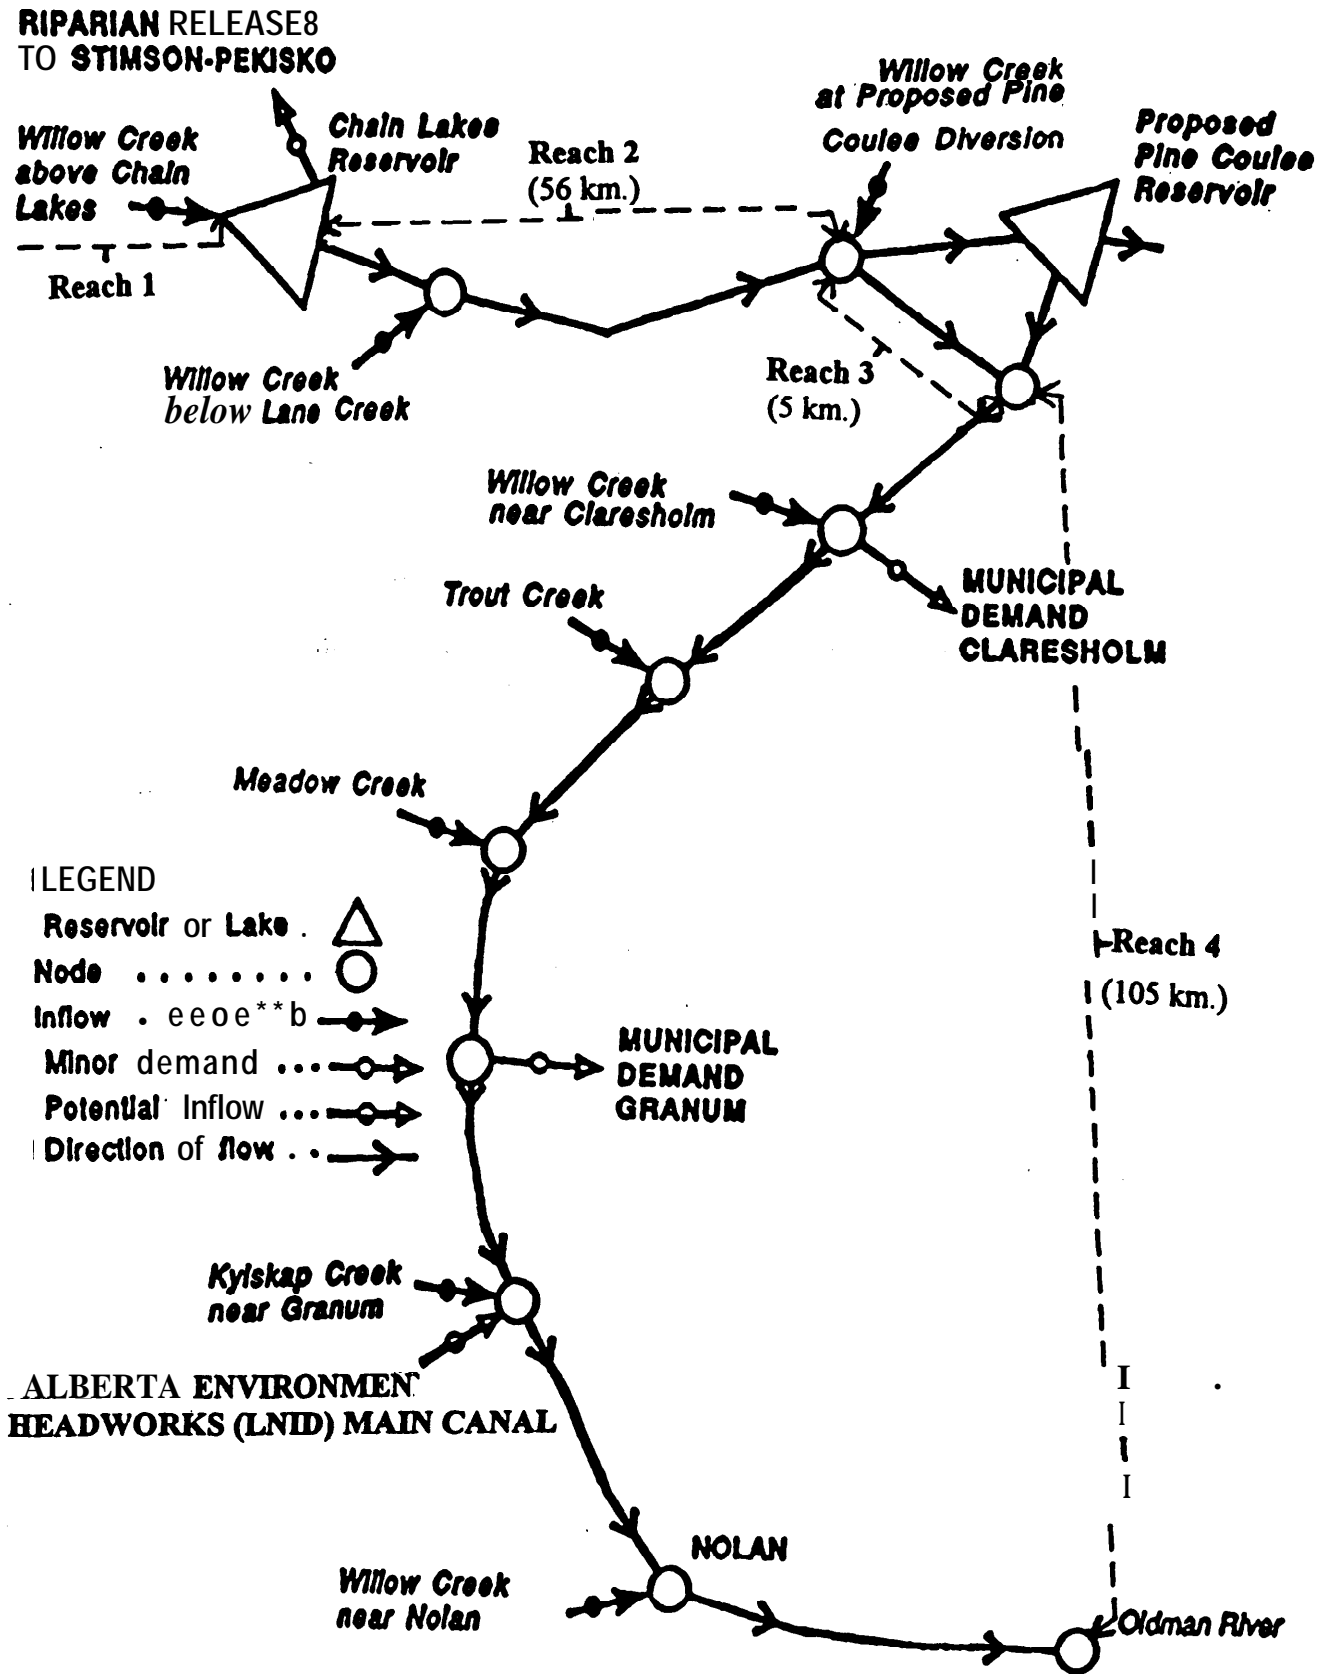 RIPARIAN RELEASE8
TO STIMSON-PEKISKO
Willow Creek
above Chain
Lakes
Chain Lakes
Reservoir
Reach 1
Reach 2
(56 km.)
Willow Creek
at Proposed Pine
Coulee Diversion
Proposed
Pine Coulee
Reservoir
Willow Creek
below Lane Creek
Reach 3
(5 km.)
Willow Creek
near Claresholm
MUNICIPAL
DEMAND
CLARESHOLM
Trout Creek
Meadow Creek
LEGEND
Reservoir or Lake .
Node . . . . . . . .
Inflow . eeoe**b
Minor demand ...
Potential Inflow ...
Direction of flow . .
MUNICIPAL
DEMAND
GRANUM
Reach 4
(105 km.)
Kyiskap Creek
near Granum
ALBERTA ENVIRONMEN
HEADWORKS (LNID) MAIN CANAL
NOLAN
Willow Creek
near Nolan
Oldman River